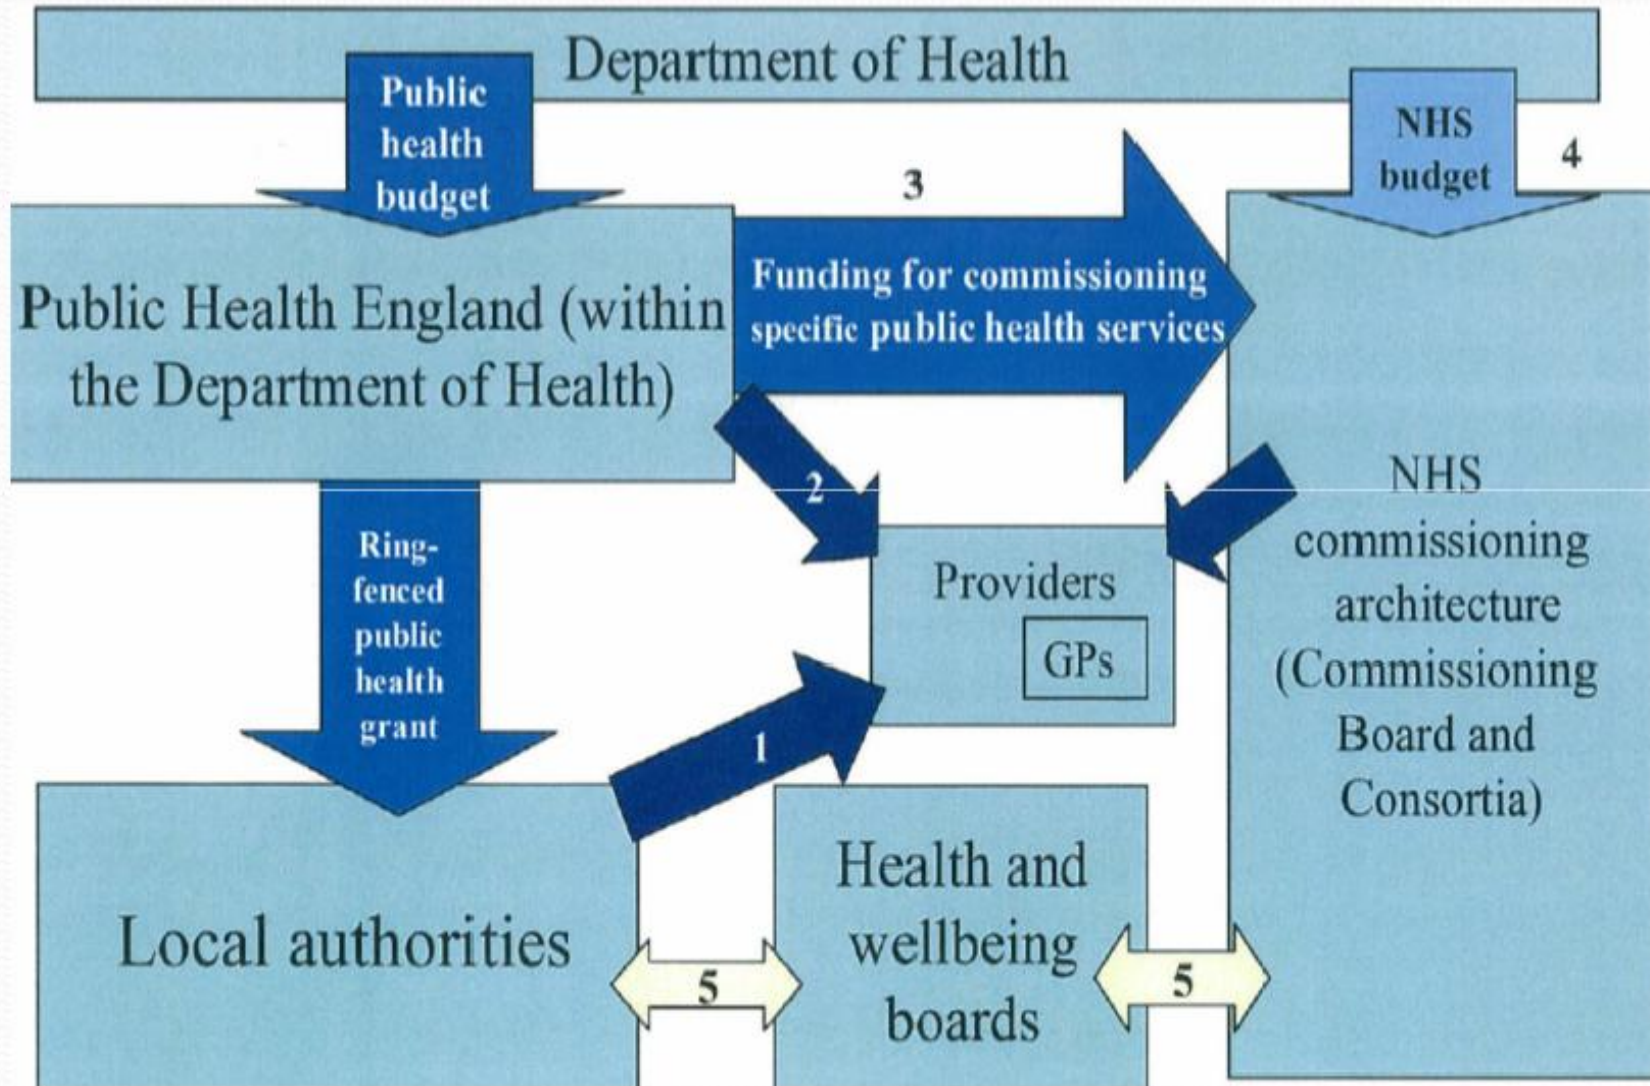 Department of Health
Public
health
budget
NHS
budget
4
3
Public Health England (within
the Department of Health)
Funding for commissioning
specific public health services
2
Ring-
fenced
public
health
grant
Providers
GPs
NHS
commissioning
architecture
(Commissioning
Board and
Consortia)
1
Local authorities
5
Health and
wellbeing
boards
5